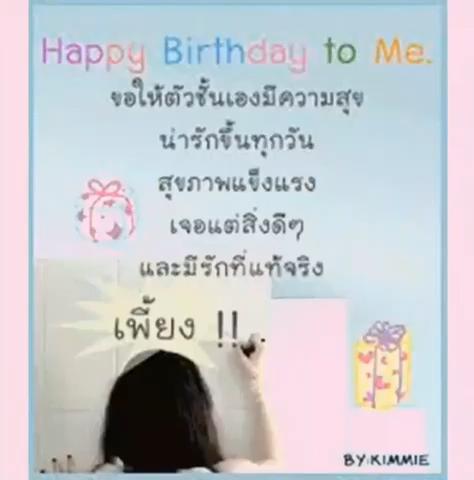 Happy Birthday to Me.
ขอให้ตัวชั้นเองมีความสุข
น่ารักขึ้นทุกวัน
สุขภาพแข็งแรง
เจอแต่สิ่งดีๆ
และมีรักที่แท้จริง
เพี้ยง !!
BY:KIMMIE